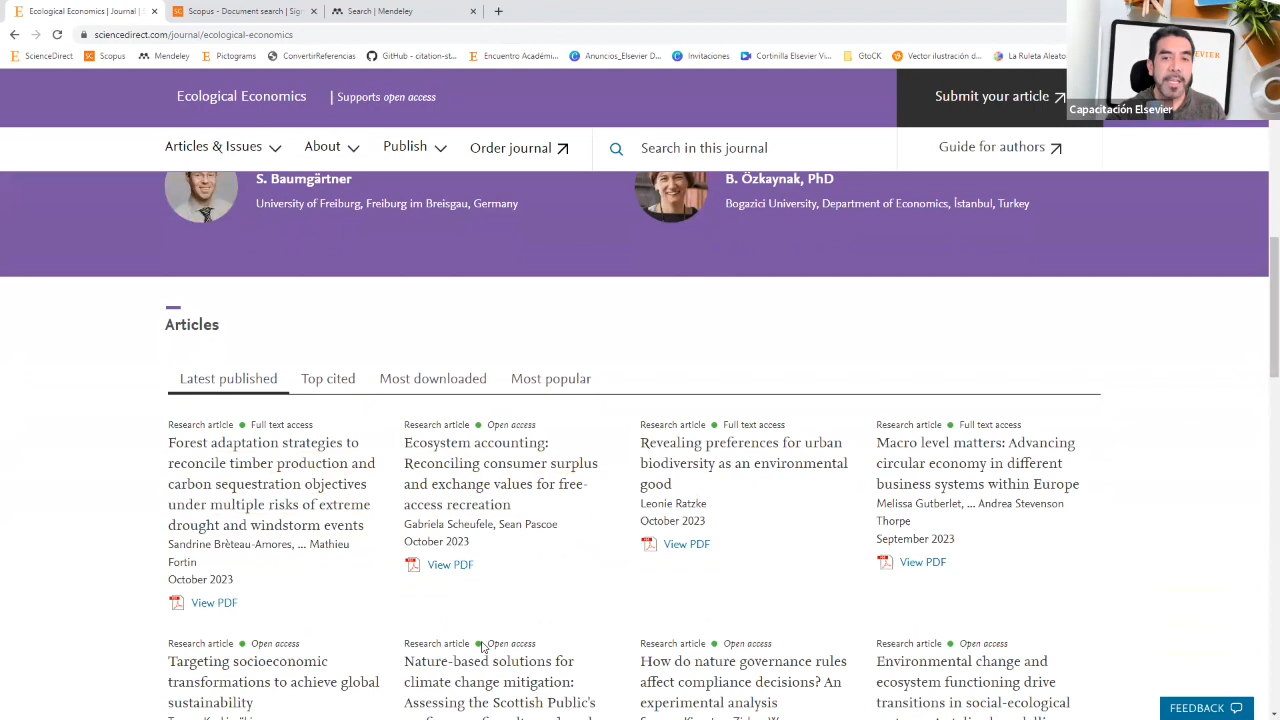 Ecological Economics | Journal | S
Scopus - Document search | Sig
Search | Mendeley
sciencedirect.com/journal/ecological-economics
ScienceDirect Scopus Mendeley Pictograms ConvertirReferencias GitHub - citation-st... Encuentro Académi... Anuncios_Elsevier D... Invitaciones Cortinilla Elsevier Vi... GtoCK Vector ilustración d... La Ruleta Aleato
Capacitación Elsevier
Ecological Economics | Supports open access
Submit your article
Articles & Issues About Publish Order journal Search in this journal Guide for authors
S. Baumgärtner
University of Freiburg, Freiburg im Breisgau, Germany
B. Özkaynak, PhD
Bogazici University, Department of Economics, İstanbul, Turkey
Articles
Latest published Top cited Most downloaded Most popular
Research article Full text access
Forest adaptation strategies to
reconcile timber production and
carbon sequestration objectives
under multiple risks of extreme
drought and windstorm events
Sandrine Brèteau-Amores, ... Mathieu
Fortin
October 2023
View PDF
Research article Open access
Ecosystem accounting:
Reconciling consumer surplus
and exchange values for free-
access recreation
Gabriela Scheufele, Sean Pascoe
October 2023
View PDF
Research article Full text access
Revealing preferences for urban
biodiversity as an environmental
good
Leonie Ratzke
October 2023
View PDF
Research article Full text access
Macro level matters: Advancing
circular economy in different
business systems within Europe
Melissa Gutberlet, ... Andrea Stevenson
Thorpe
September 2023
View PDF
Research article Open access
Targeting socioeconomic
transformations to achieve global
sustainability
Research article Open access
Nature-based solutions for
climate change mitigation:
Assessing the Scottish Public's
Research article Open access
How do nature governance rules
affect compliance decisions? An
experimental analysis
Research article Open access
Environmental change and
ecosystem functioning drive
transitions in social-ecological
FEEDBACK